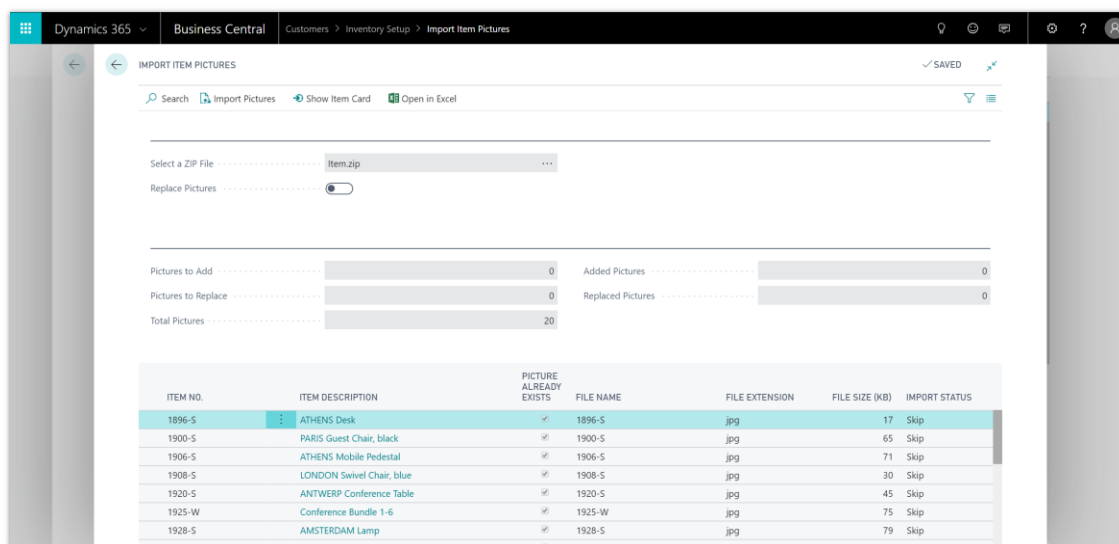 Dynamics 365 Business Central Customers > Inventory Setup > Import Item Pictures ?
IMPORT ITEM PICTURES ✓ SAVED
Search Import Pictures Show Item Card Open in Excel
Select a ZIP File Item.zip ...
Replace Pictures
Pictures to Add 0 Added Pictures 0
Pictures to Replace 0 Replaced Pictures 0
Total Pictures 20
PICTURE
ALREADY
ITEM NO. ITEM DESCRIPTION EXISTS FILE NAME FILE EXTENSION FILE SIZE (KB) IMPORT STATUS
1896-S ATHENS Desk 1896-S jpg 17 Skip
1900-S PARIS Guest Chair, black 1900-S jpg 65 Skip
1906-S ATHENS Mobile Pedestal 1906-S jpg 71 Skip
1908-S LONDON Swivel Chair, blue 1908-S jpg 30 Skip
1920-S ANTWERP Conference Table 1920-S jpg 45 Skip
1925-W Conference Bundle 1-6 1925-W jpg 75 Skip
1928-S AMSTERDAM Lamp 1928-S jpg 79 Skip